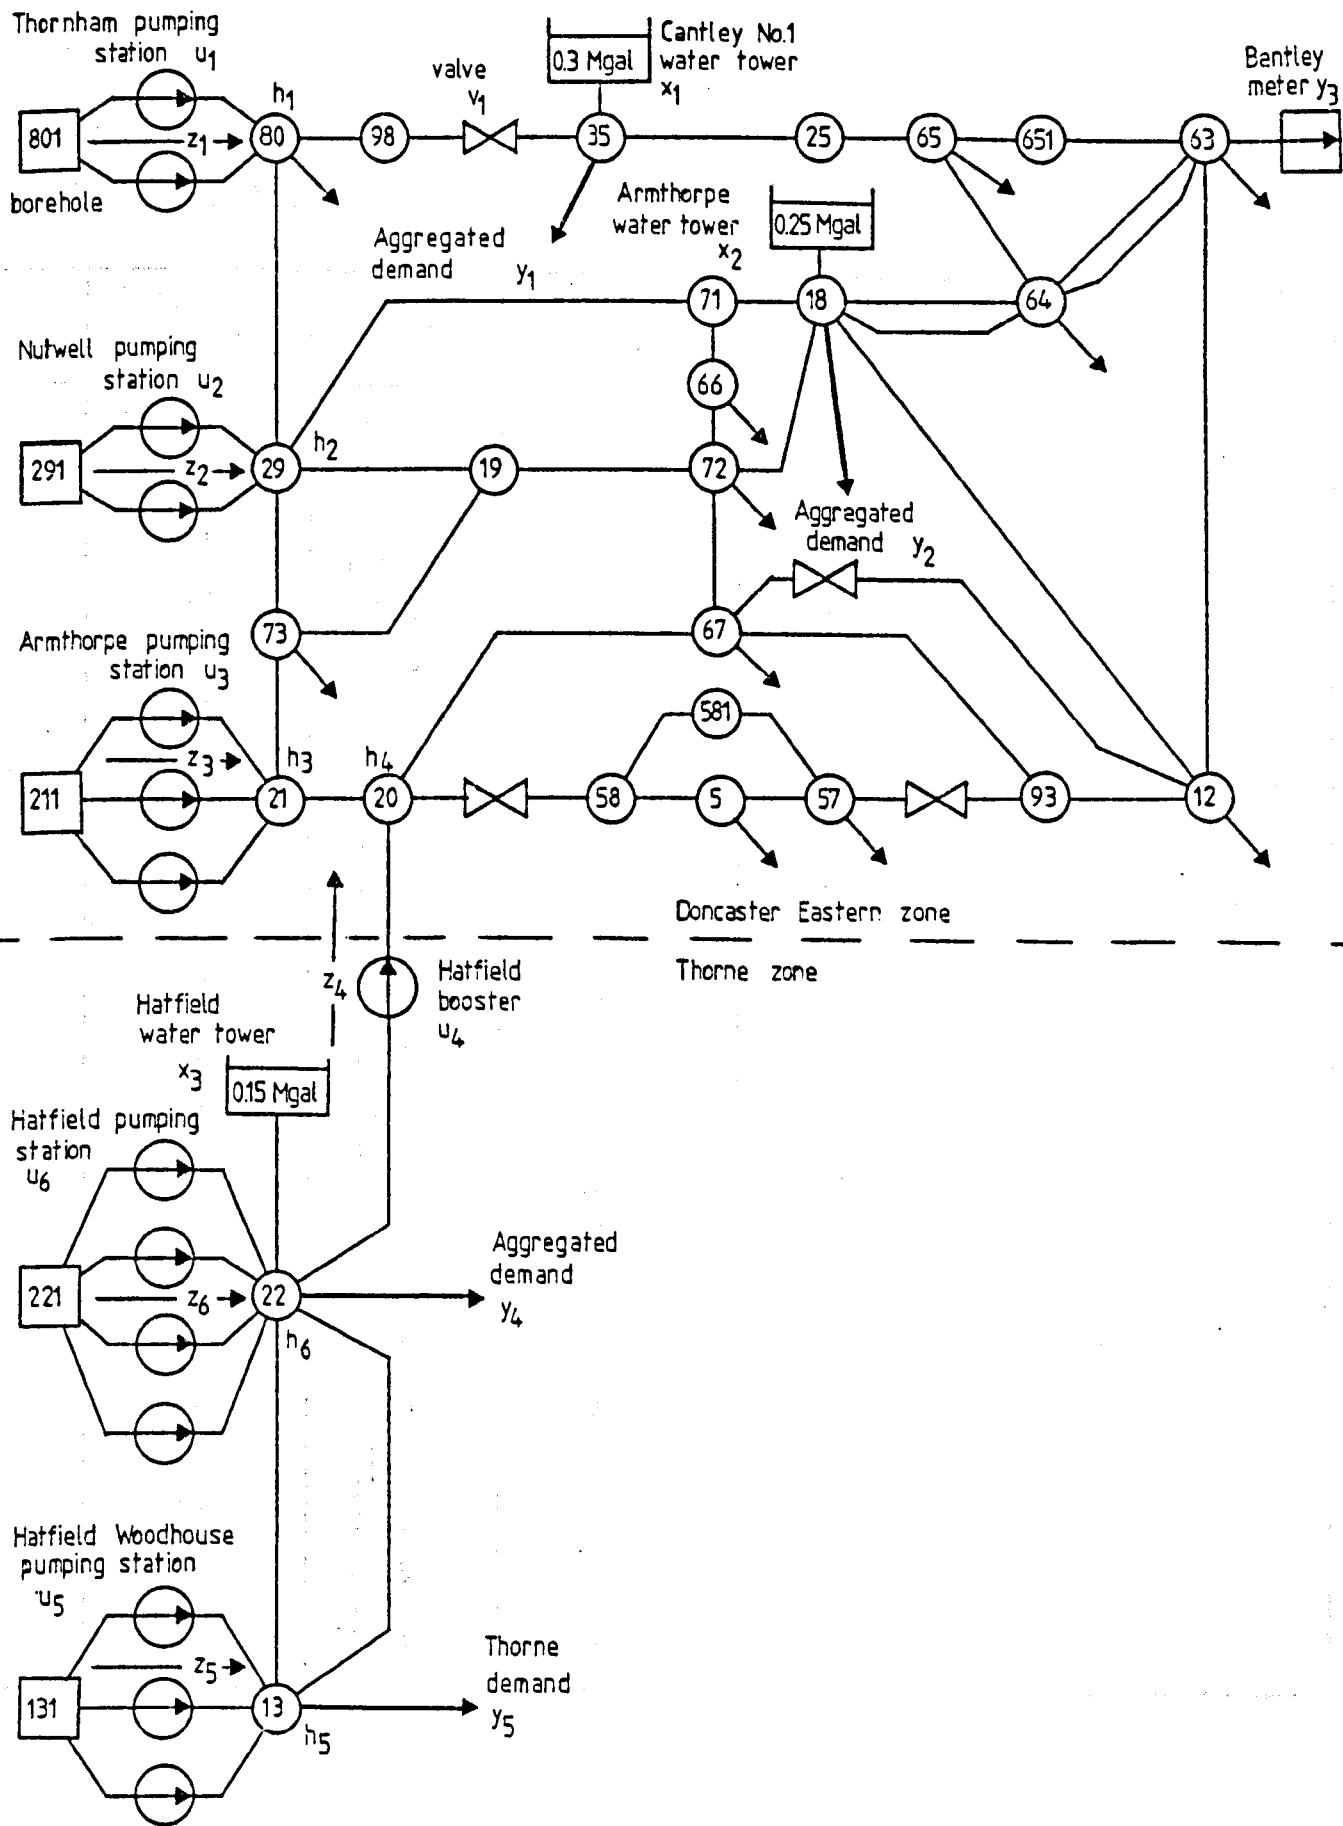 Thornham pumping
station u1
801
z1
borehole
h1
80
98
valve
v1
0.3 Mgal
Cantley No.1
water tower
x1
35
25
65
651
63
Bentley
meter y3
Aggregated
demand y1
Armthorpe
water tower
x2
0.25 Mgal
71
18
64
66
Nutwell pumping
station u2
291
z2
29
h2
19
72
Aggregated
demand y2
73
67
Armthorpe pumping
station u3
211
z3
h3
21
h4
20
58
581
5
57
93
12
Doncaster Eastern zone
Thorne zone
z4
Hatfield
booster
u4
Hatfield
water tower
x3
0.15 Mgal
Hatfield pumping
station
u6
221
z6
22
h6
Aggregated
demand
y4
Hatfield Woodhouse
pumping station
u5
131
z5
13
h5
Thorne
demand
y5